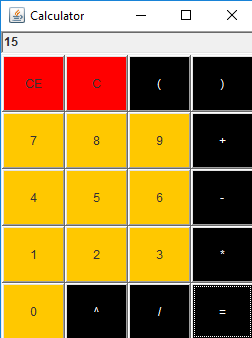 Calculator
15
CE C ( )
7 8 9 +
4 5 6 -
1 2 3 *
0 ^ / =